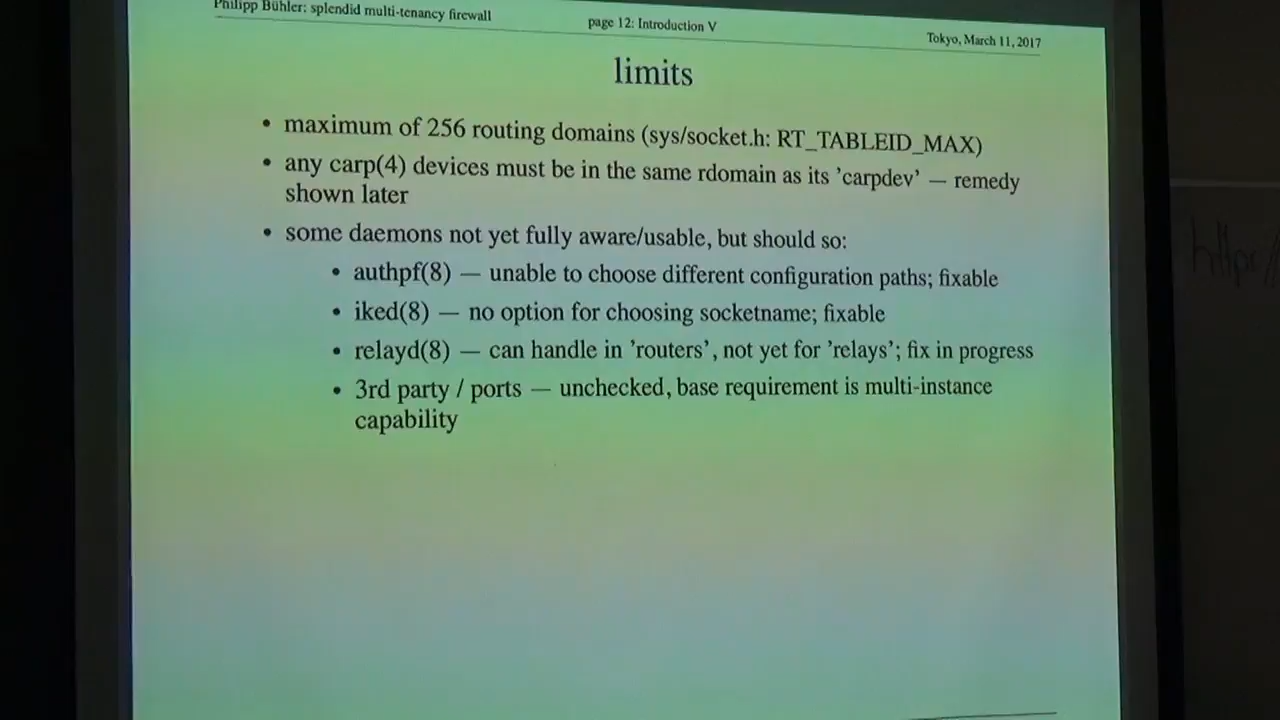 Philipp Bühler: splendid multi-tenancy firewall
page 12: Introduction V
Tokyo, March 11, 2017
limits
• maximum of 256 routing domains (sys/socket.h: RT_TABLEID_MAX)
• any carp(4) devices must be in the same rdomain as its 'carpdev' — remedy
shown later
• some daemons not yet fully aware/usable, but should so:
• authpf(8) — unable to choose different configuration paths; fixable
• iked(8) — no option for choosing socketname; fixable
• relayd(8) — can handle in 'routers', not yet for 'relays'; fix in progress
• 3rd party / ports — unchecked, base requirement is multi-instance
capability